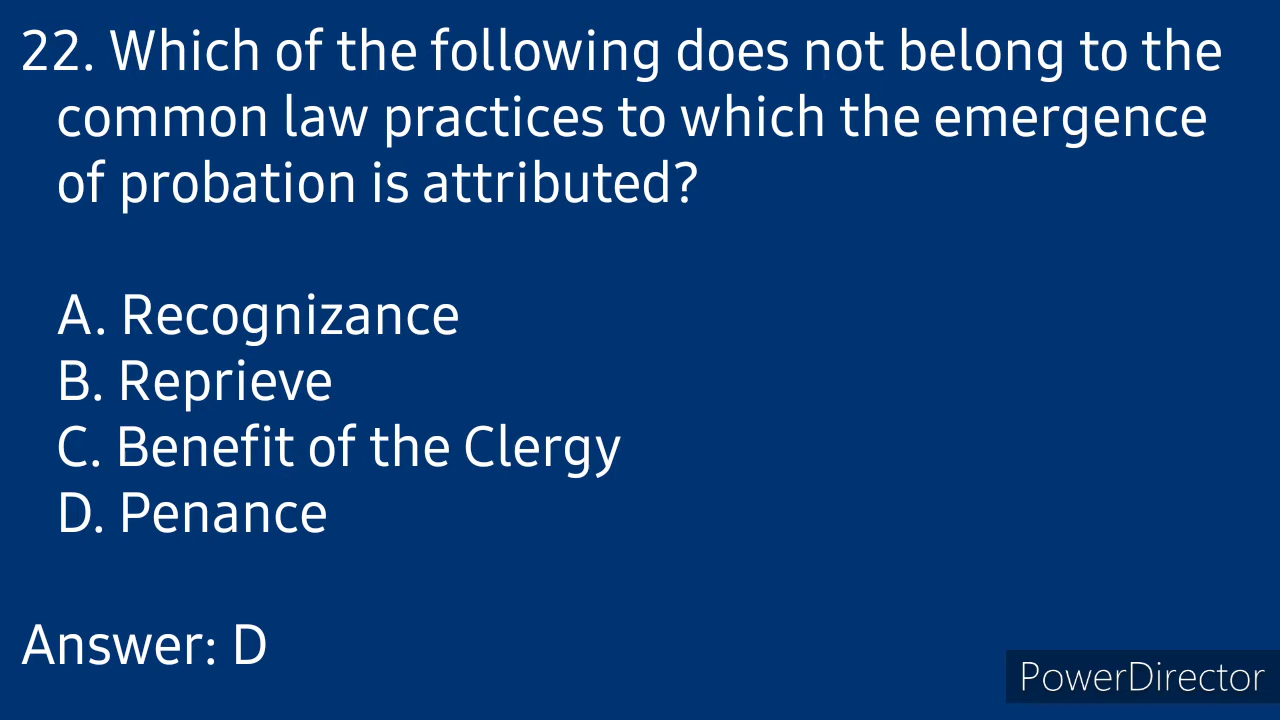 22. Which of the following does not belong to the
common law practices to which the emergence
of probation is attributed?
A. Recognizance
B. Reprieve
C. Benefit of the Clergy
D. Penance
Answer: D
PowerDirector